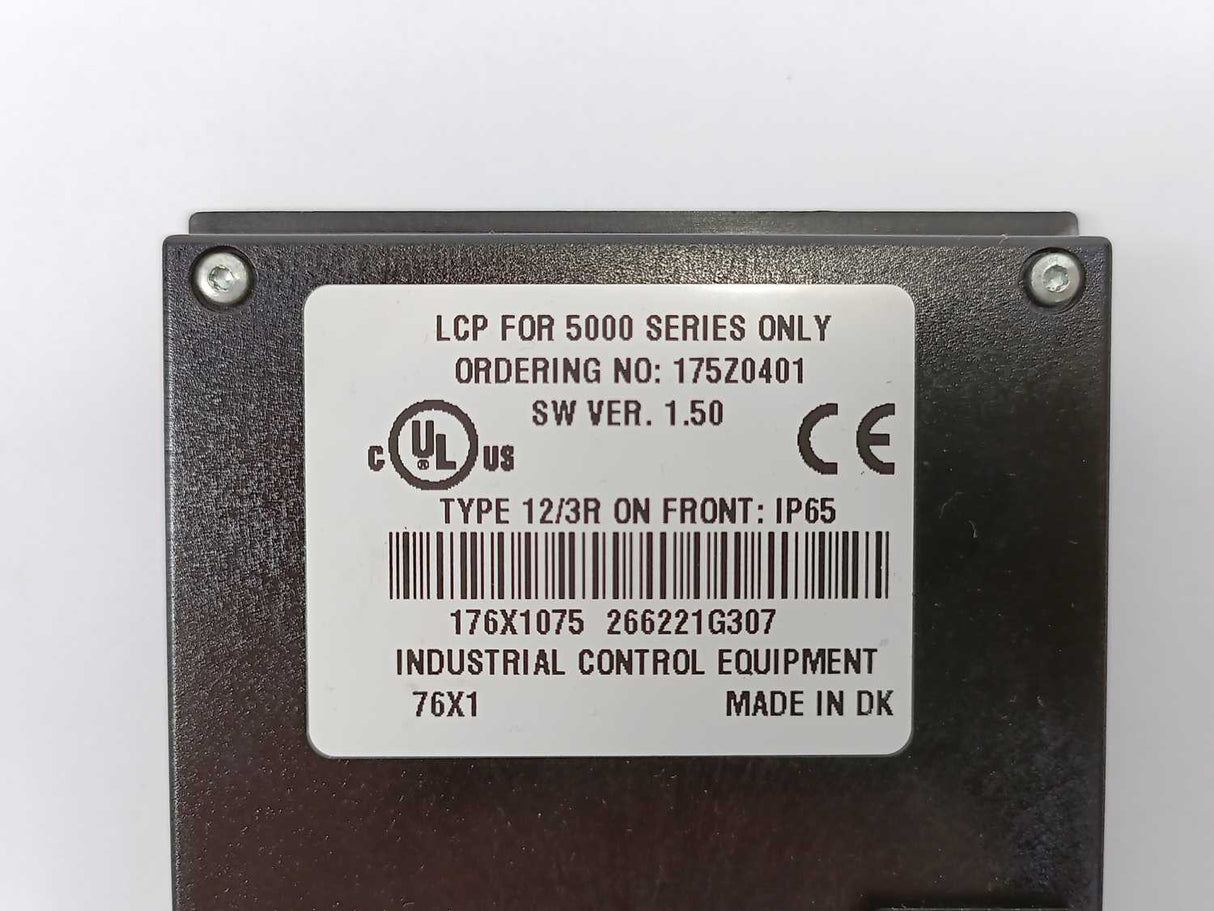 LCP FOR 5000 SERIES ONLY
ORDERING NO: 175Z0401
SW VER. 1.50
C UL® US
CE
TYPE 12/3R ON FRONT: IP65
176X1075 266221G307
INDUSTRIAL CONTROL EQUIPMENT
76X1 MADE IN DK